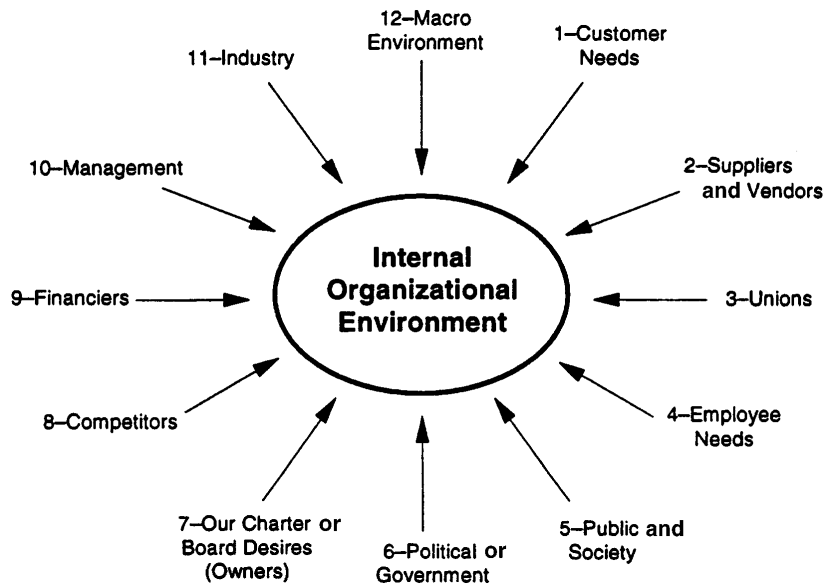 12–Macro
Environment
1–Customer
Needs
2–Suppliers
and Vendors
3–Unions
4–Employee
Needs
5–Public and
Society
6–Political or
Government
7–Our Charter or
Board Desires
(Owners)
8–Competitors
9–Financiers
10–Management
11–Industry
Internal
Organizational
Environment